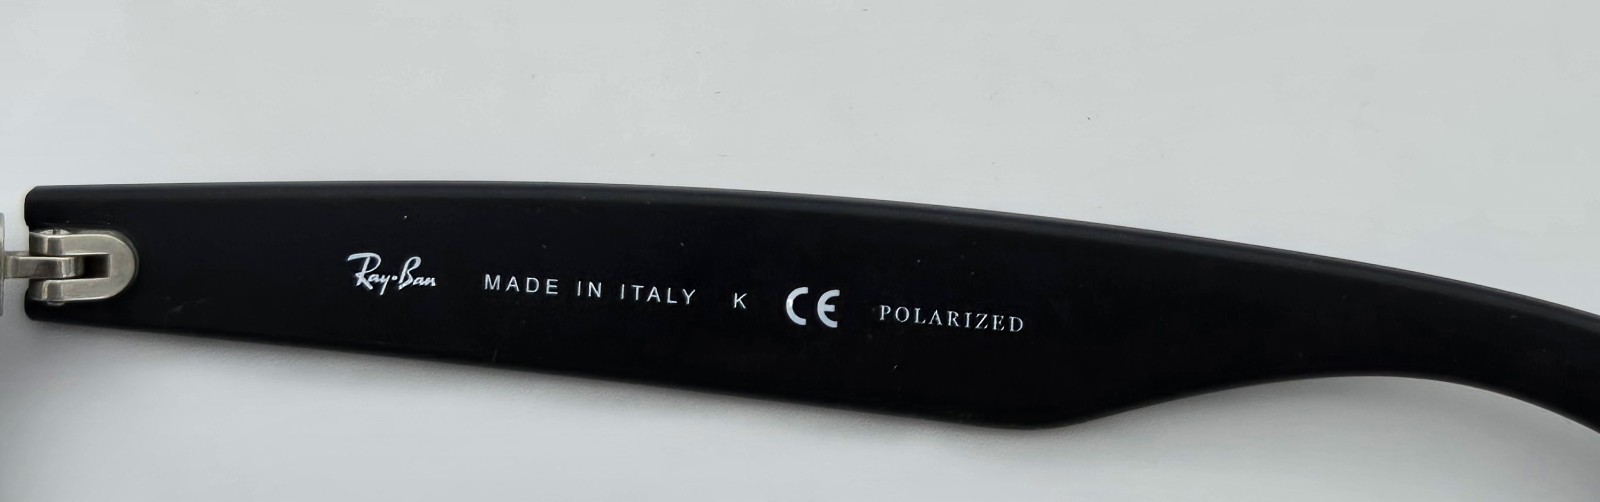 Ray-Ban MADE IN ITALY K CE POLARIZED